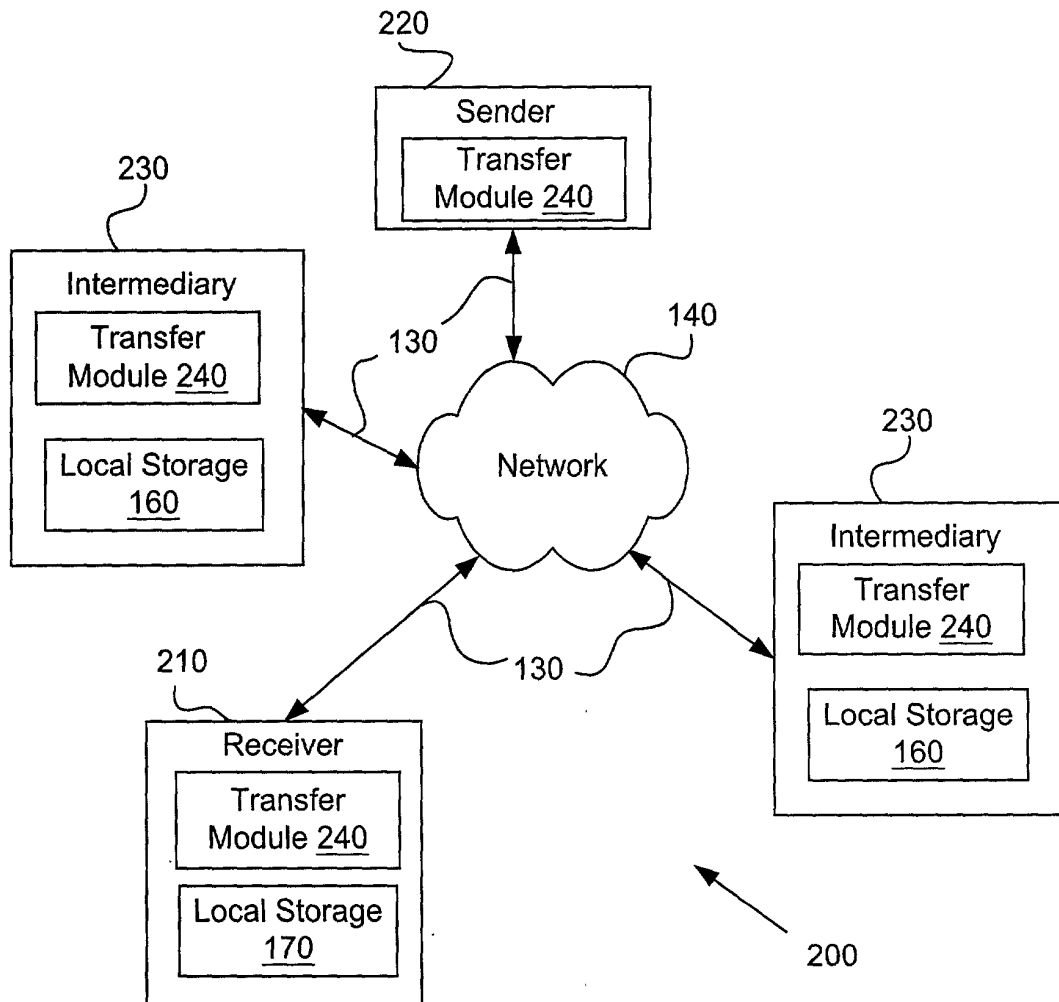 220
Sender
Transfer
Module 240
230
Intermediary
Transfer
Module 240
Local Storage
160
130
140
Network
230
Intermediary
Transfer
Module 240
Local Storage
160
130
210
Receiver
Transfer
Module 240
Local Storage
170
200